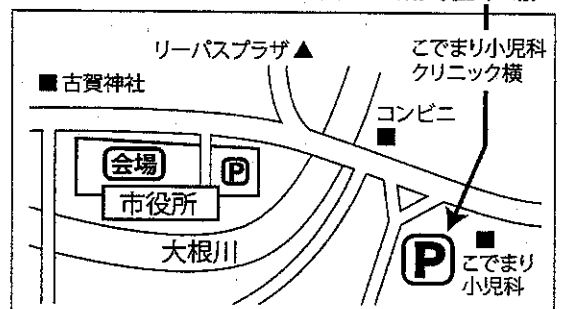 リーパスプラザ▲
こでまり小児科
クリニック横
■古賀神社
コンビニ
会場
P
市役所
大根川
P
こでまり
小児科